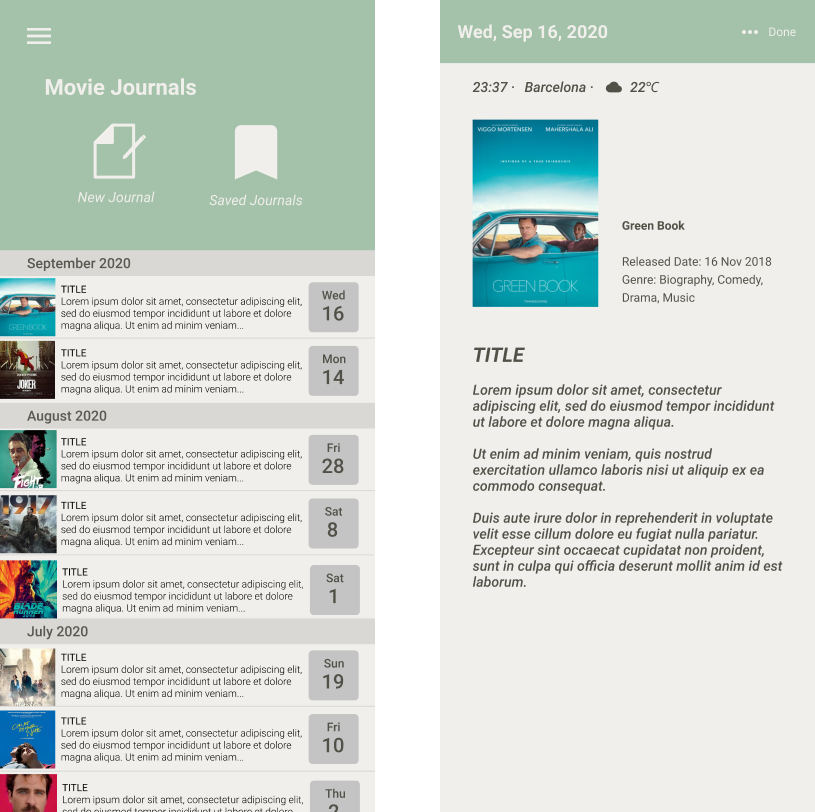 Movie Journals
New Journal
Saved Journals
September 2020
TITLE
Lorem ipsum dolor sit amet, consectetur adipiscing elit,
sed do eiusmod tempor incididunt ut labore et dolore
magna aliqua. Ut enim ad minim veniam...
Wed
16
GREEN BOOK
TITLE
Lorem ipsum dolor sit amet, consectetur adipiscing elit,
sed do eiusmod tempor incididunt ut labore et dolore
magna aliqua. Ut enim ad minim veniam...
Mon
14
JOKER
August 2020
TITLE
Lorem ipsum dolor sit amet, consectetur adipiscing elit,
sed do eiusmod tempor incididunt ut labore et dolore
magna aliqua. Ut enim ad minim veniam...
Fri
28
FIGHT
TITLE
Lorem ipsum dolor sit amet, consectetur adipiscing elit,
sed do eiusmod tempor incididunt ut labore et dolore
magna aliqua. Ut enim ad minim veniam...
Sat
8
1917
TITLE
Lorem ipsum dolor sit amet, consectetur adipiscing elit,
sed do eiusmod tempor incididunt ut labore et dolore
magna aliqua. Ut enim ad minim veniam...
Sat
1
BLADE
RUNNER
July 2020
TITLE
Lorem ipsum dolor sit amet, consectetur adipiscing elit,
sed do eiusmod tempor incididunt ut labore et dolore
magna aliqua. Ut enim ad minim veniam...
Sun
19
TITLE
Lorem ipsum dolor sit amet, consectetur adipiscing elit,
sed do eiusmod tempor incididunt ut labore et dolore
magna aliqua. Ut enim ad minim veniam...
Fri
10
TITLE
Lorem ipsum dolor sit amet, consectetur adipiscing elit,
sed do eiusmod tempor incididunt ut labore et dolore
Thu
2
Wed, Sep 16, 2020
Done
23:37 · Barcelona · 22℃
VIGGO MORTENSEN MAHERSHALA ALI
INSPIRED BY A TRUE FRIENDSHIP
GREEN BOOK
Green Book
Released Date: 16 Nov 2018
Genre: Biography, Comedy,
Drama, Music
TITLE
Lorem ipsum dolor sit amet, consectetur
adipiscing elit, sed do eiusmod tempor incididunt
ut labore et dolore magna aliqua.
Ut enim ad minim veniam, quis nostrud
exercitation ullamco laboris nisi ut aliquip ex ea
commodo consequat.
Duis aute irure dolor in reprehenderit in voluptate
velit esse cillum dolore eu fugiat nulla pariatur.
Excepteur sint occaecat cupidatat non proident,
sunt in culpa qui officia deserunt mollit anim id est
laborum.